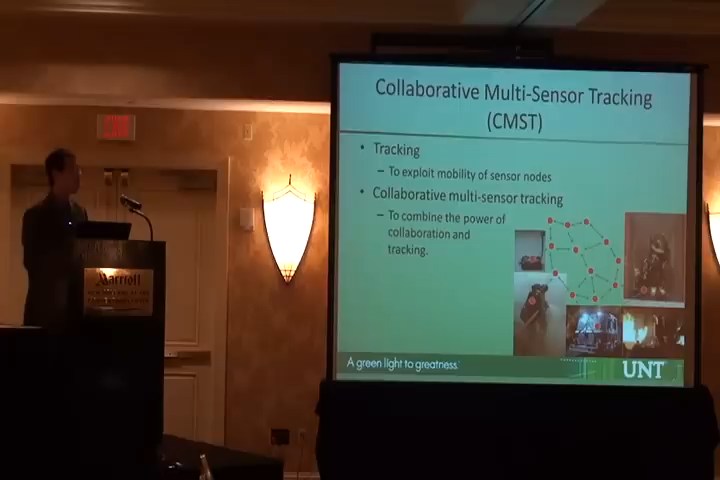 Collaborative Multi-Sensor Tracking
(CMST)
• Tracking
– To exploit mobility of sensor nodes
• Collaborative multi-sensor tracking
– To combine the power of
collaboration and
tracking.
A green light to greatness.
UNT
Marriott